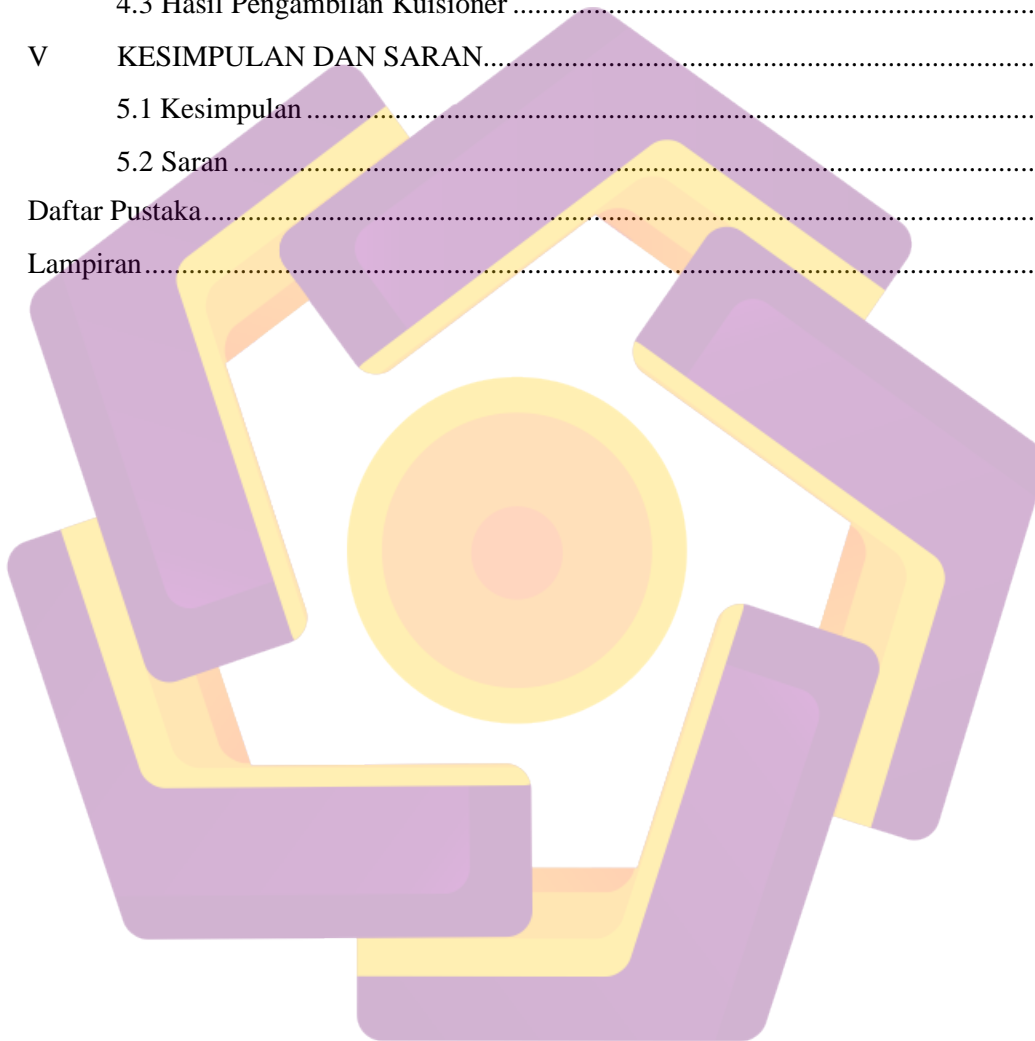 4.3 Hasil Pengambilan Kuisioner ................................................................
V KESIMPULAN DAN SARAN................................................................
5.1 Kesimpulan ................................................................
5.2 Saran ................................................................
Daftar Pustaka................................................................
Lampiran................................................................